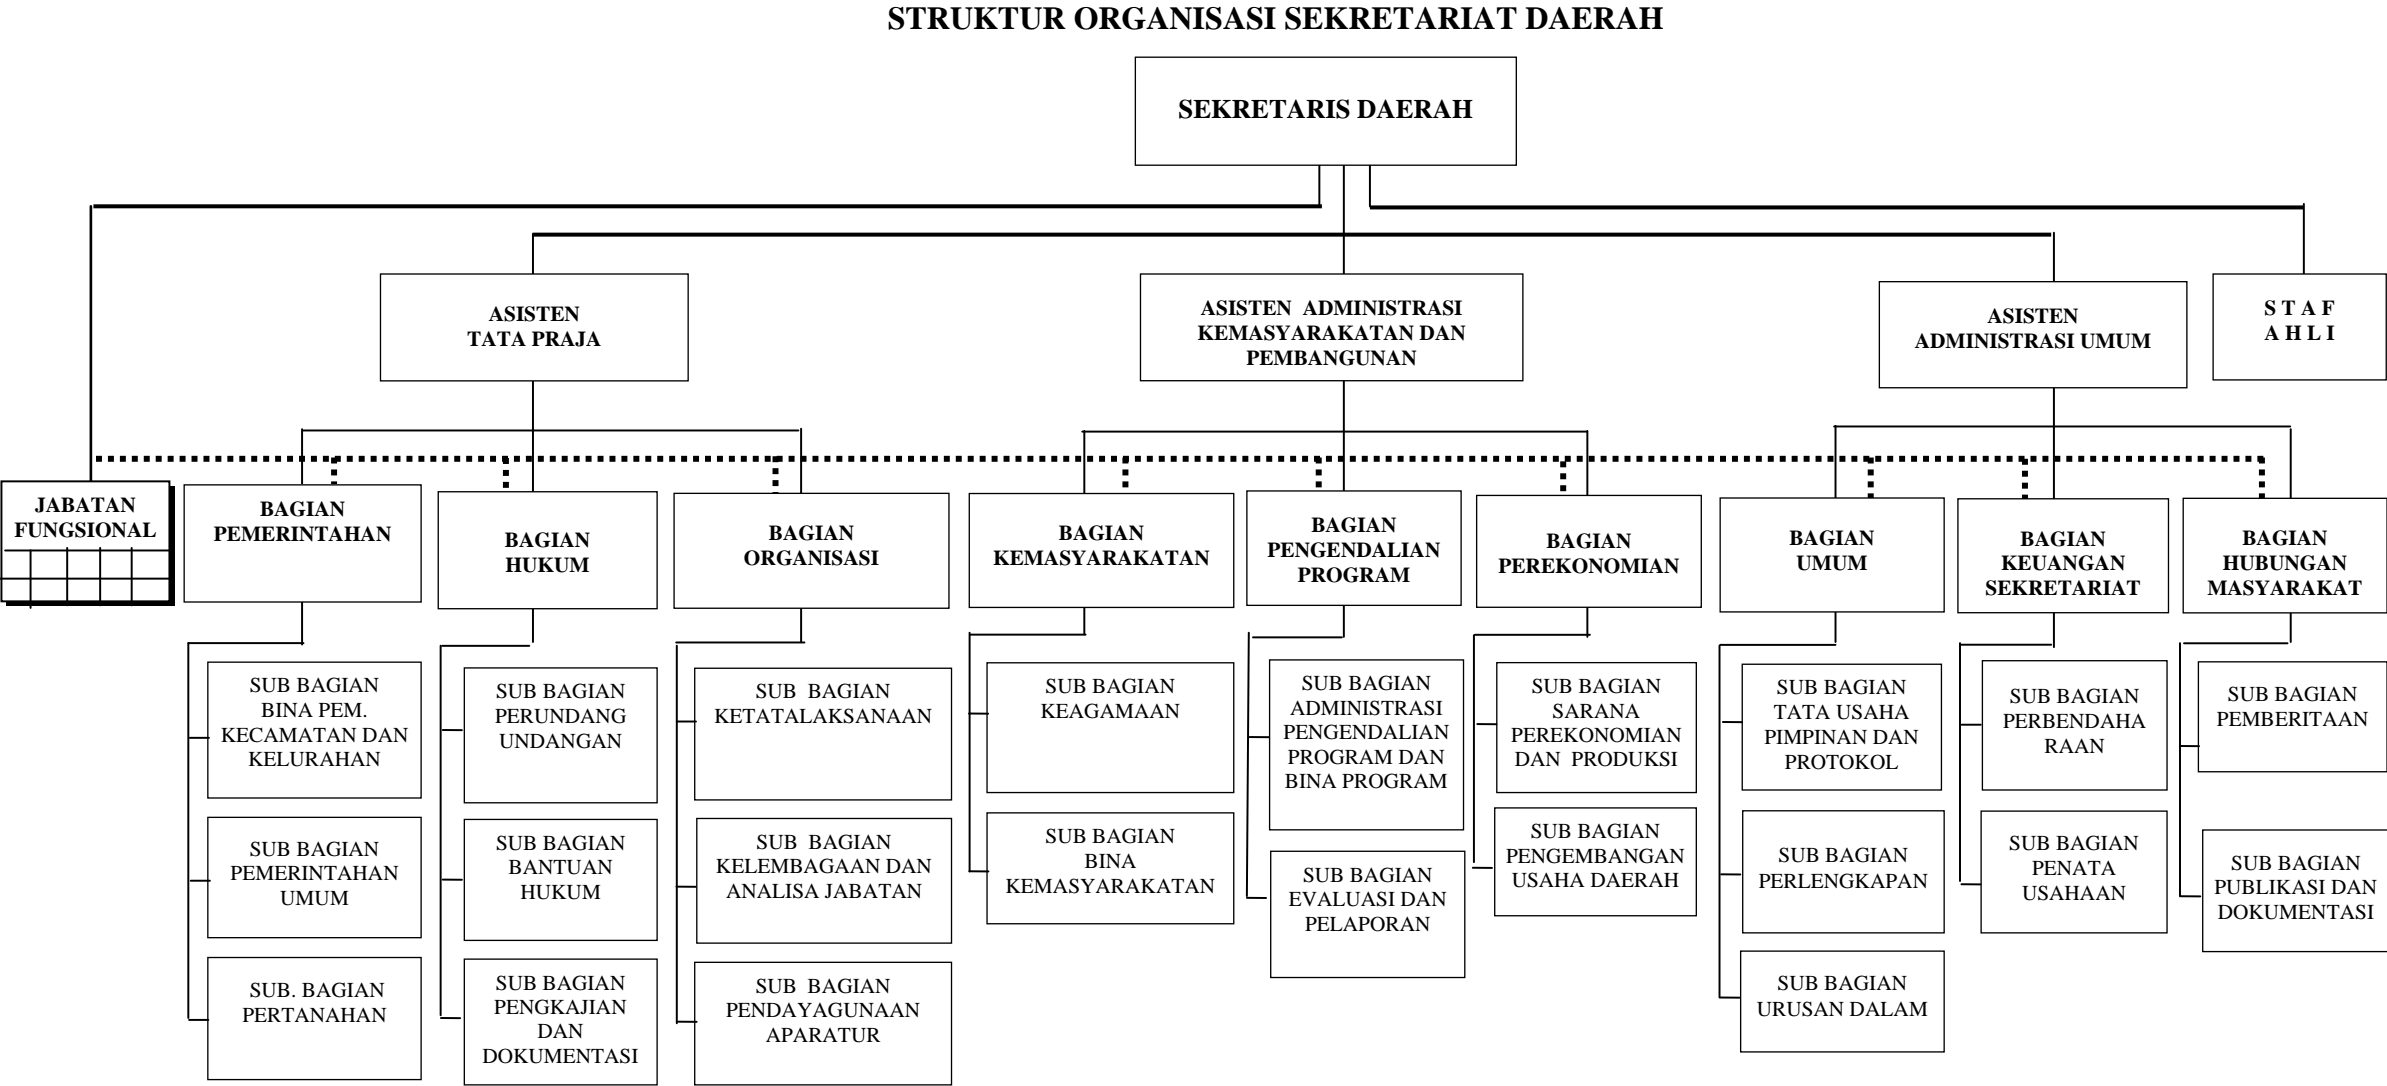 STRUKTUR ORGANISASI SEKRETARIAT DAERAH
SEKRETARIS DAERAH
ASISTEN
TATA PRAJA
ASISTEN ADMINISTRASI
KEMASYARAKATAN DAN
PEMBANGUNAN
ASISTEN
ADMINISTRASI UMUM
S T A F
A H L I
JABATAN
FUNGSIONAL
BAGIAN
PEMERINTAHAN
BAGIAN
HUKUM
BAGIAN
ORGANISASI
BAGIAN
KEMASYARAKATAN
BAGIAN
PENGENDALIAN
PROGRAM
BAGIAN
PEREKONOMIAN
BAGIAN
UMUM
BAGIAN
KEUANGAN
SEKRETARIAT
BAGIAN
HUBUNGAN
MASYARAKAT
SUB BAGIAN
BINA PEM.
KECAMATAN DAN
KELURAHAN
SUB BAGIAN
PERUNDANG
UNDANGAN
SUB BAGIAN
KETATALAKSANAAN
SUB BAGIAN
KEAGAMAAN
SUB BAGIAN
ADMINISTRASI
PENGENDALIAN
PROGRAM DAN
BINA PROGRAM
SUB BAGIAN
SARANA
PEREKONOMIAN
DAN PRODUKSI
SUB BAGIAN
TATA USAHA
PIMPINAN DAN
PROTOKOL
SUB BAGIAN
PERBENDAHA
RAAN
SUB BAGIAN
PEMBERITAAN
SUB BAGIAN
PEMERINTAHAN
UMUM
SUB BAGIAN
BANTUAN
HUKUM
SUB BAGIAN
KELEMBAGAAN DAN
ANALISA JABATAN
SUB BAGIAN
BINA
KEMASYARAKATAN
SUB BAGIAN
EVALUASI DAN
PELAPORAN
SUB BAGIAN
PENGEMBANGAN
USAHA DAERAH
SUB BAGIAN
PERLENGKAPAN
SUB BAGIAN
PENATA
USAHAAN
SUB BAGIAN
PUBLIKASI DAN
DOKUMENTASI
SUB. BAGIAN
PERTANAHAN
SUB BAGIAN
PENGKAJIAN
DAN
DOKUMENTASI
SUB BAGIAN
PENDAYAGUNAAN
APARATUR
SUB BAGIAN
URUSAN DALAM